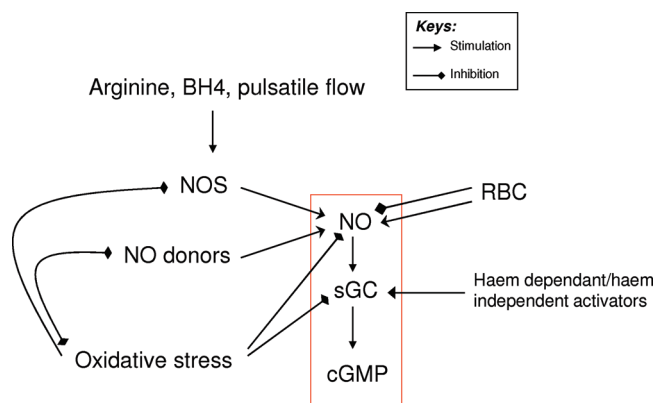 Keys:
Stimulation
Inhibition
Arginine, BH4, pulsatile flow
NOS
RBC
NO
NO donors
Haem dependant/haem
independent activators
sGC
Oxidative stress
cGMP